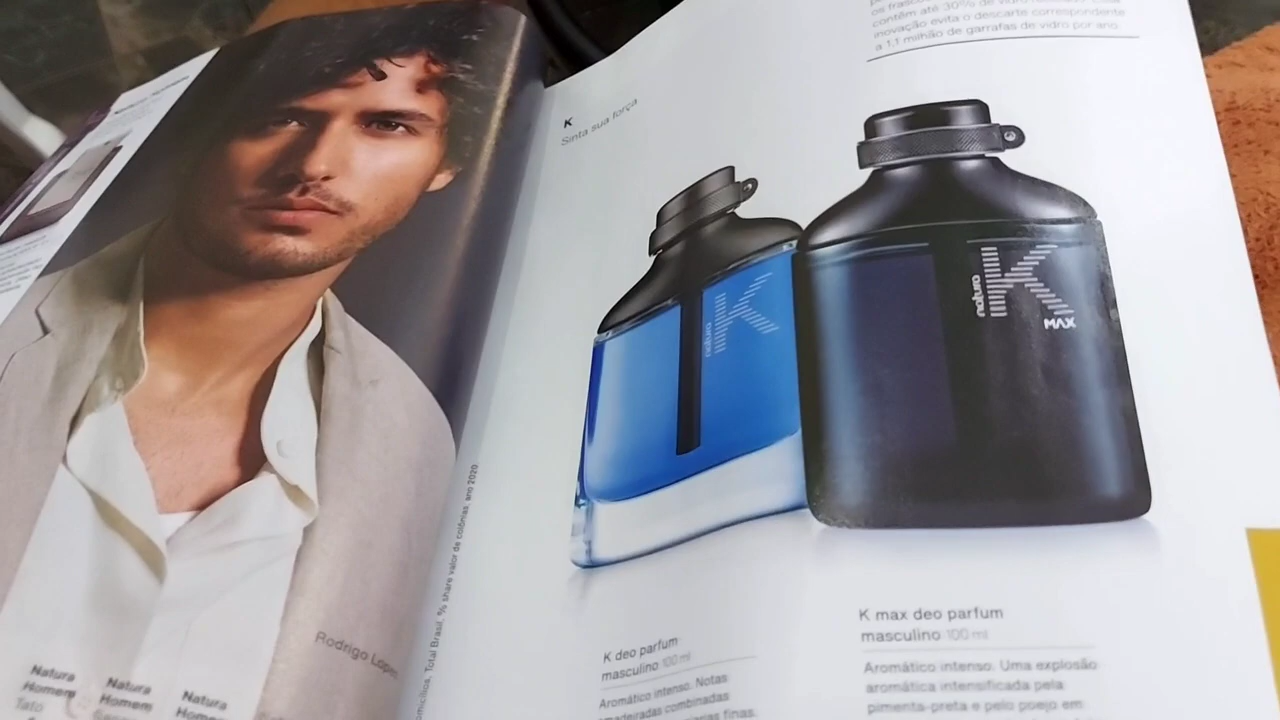 Rodrigo Lopes
Natura
Homem
Tato
Natura
Homem
Natura
Homem
Total Brasil, % share valor de colônias, ano 2020
contêm até 30% de vidro
inovação evita o descarte correspondente
a 1.1 milhão de garrafas de vidro por ano.
K
Sinta sua força
natura
K
natura
K
MAX
K deo parfum
masculino 100 ml
Aromático intenso. Notas
amadeiradas combinadas
finas.
K max deo parfum
masculino 100 ml
Aromático intenso. Uma explosão
aromática intensificada pela
pimenta-preta e pelo poejo em